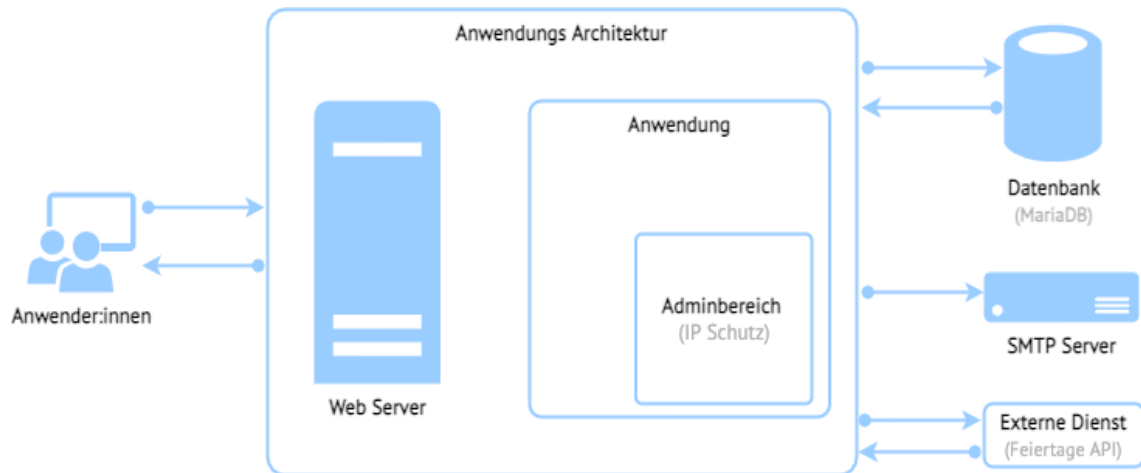 Anwendungs Architektur
Anwendung
Adminbereich
(IP Schutz)
Web Server
Anwender:innen
Datenbank
(MariaDB)
SMTP Server
Externe Dienst
(Feiertage API)